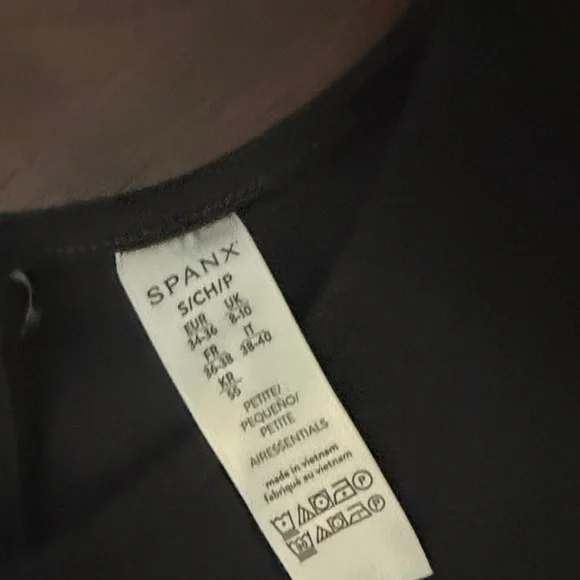 SPANX
S/CH/P
EUR UK
34-36 8-10
FR IT
36-38 38-40
KR
55
PETITE/
PEQUEÑO/
PETITE
AIRESSENTIALS
made in vietnam
fabriqué au vietnam